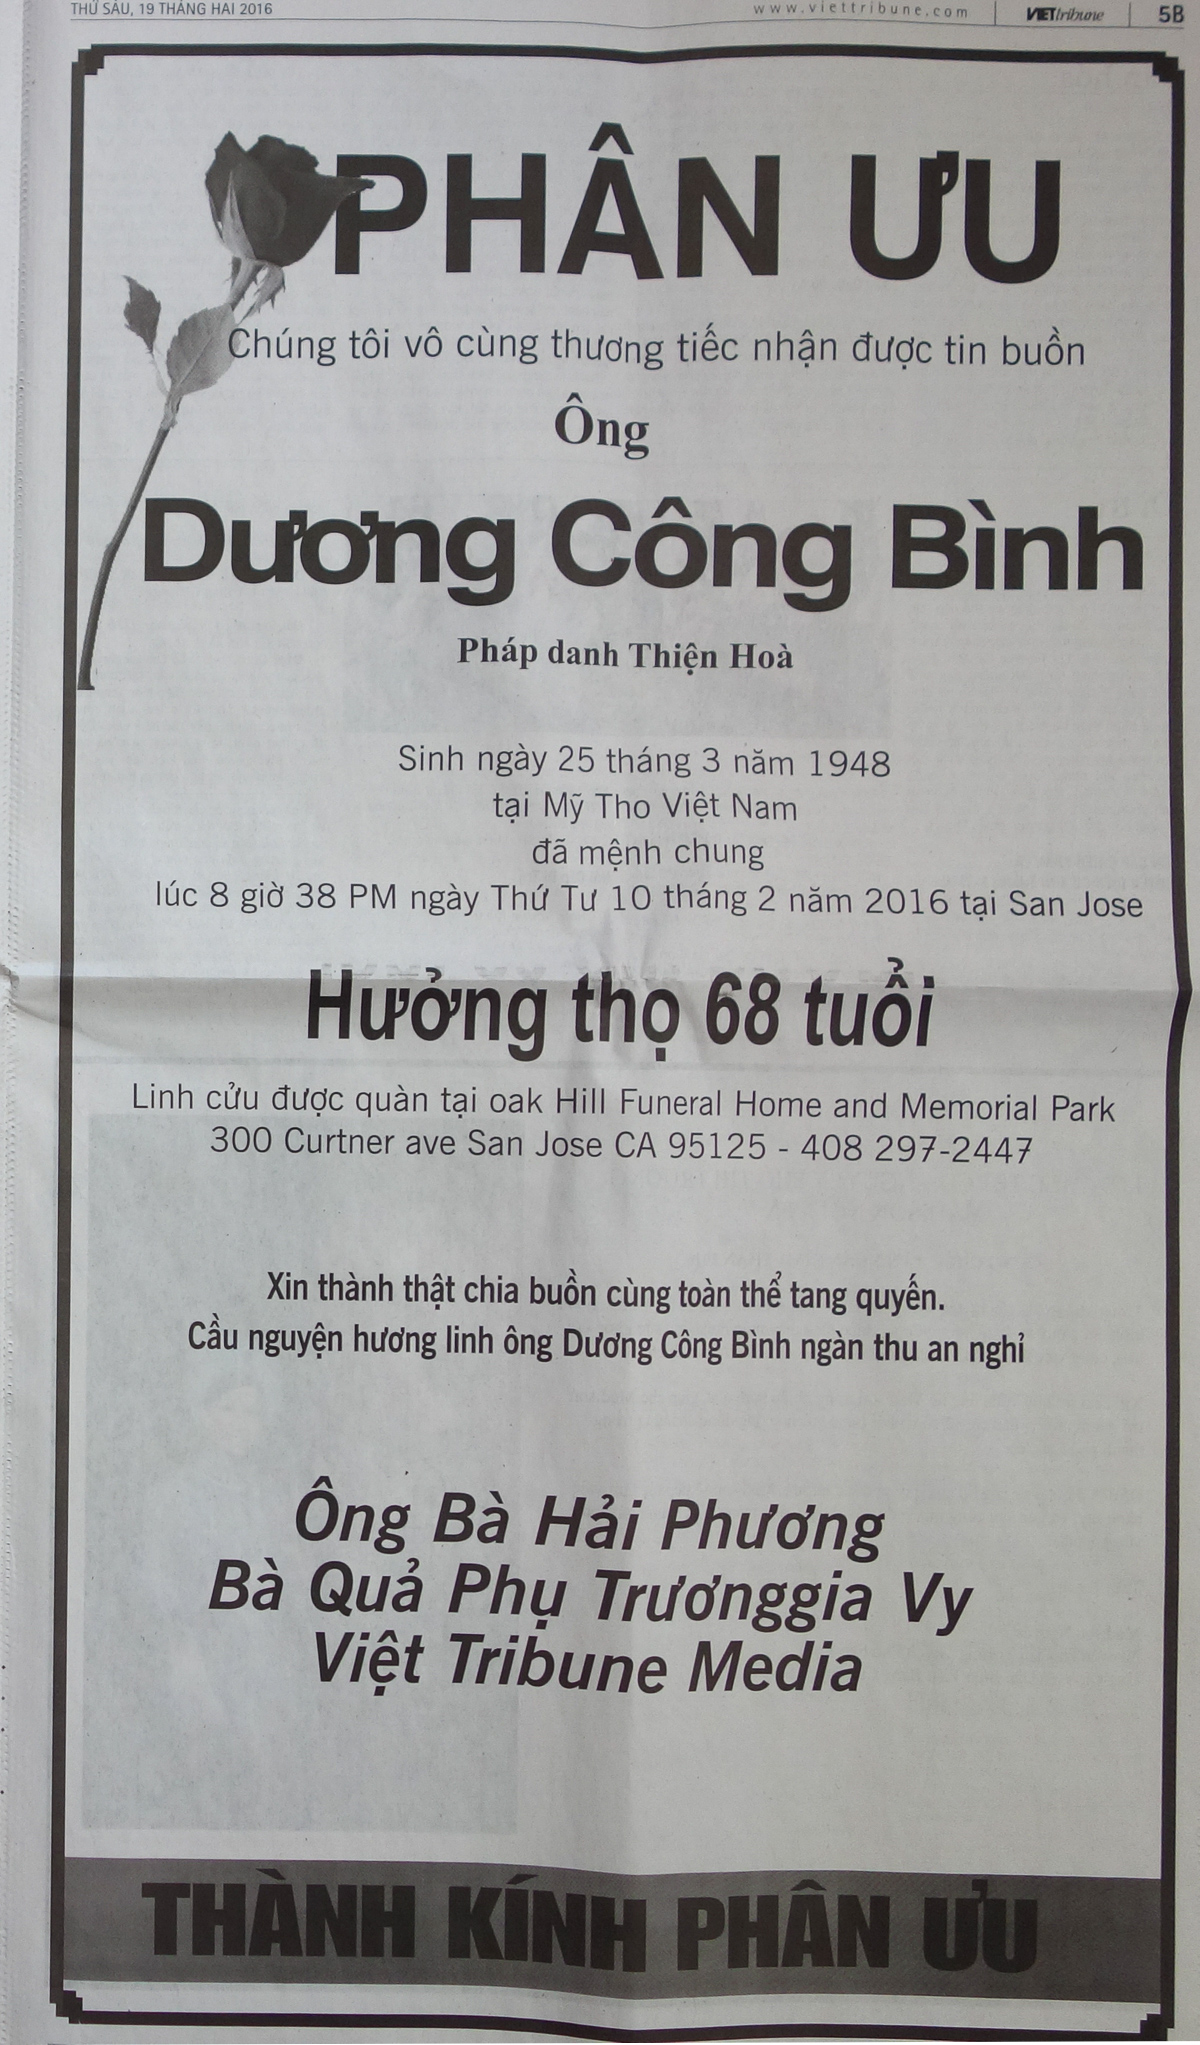 THỨ SÁU, 19 THÁNG HAI 2016 www.viettribune.com VIETtribune 5B
PHÂN ƯU
Chúng tôi vô cùng thương tiếc nhận được tin buồn
Ông
Dương Công Bình
Pháp danh Thiện Hoà
Sinh ngày 25 tháng 3 năm 1948
tại Mỹ Tho Việt Nam
đã mệnh chung
lúc 8 giờ 38 PM ngày Thứ Tư 10 tháng 2 năm 2016 tại San Jose
Hưởng thọ 68 tuổi
Linh cửu được quàn tại oak Hill Funeral Home and Memorial Park
300 Curtner ave San Jose CA 95125 - 408 297-2447
Xin thành thật chia buồn cùng toàn thể tang quyến.
Cầu nguyện hương linh ông Dương Công Bình ngàn thu an nghỉ
Ông Bà Hải Phương
Bà Quả Phụ Trươnggia Vy
Việt Tribune Media
THÀNH KÍNH PHÂN ƯU